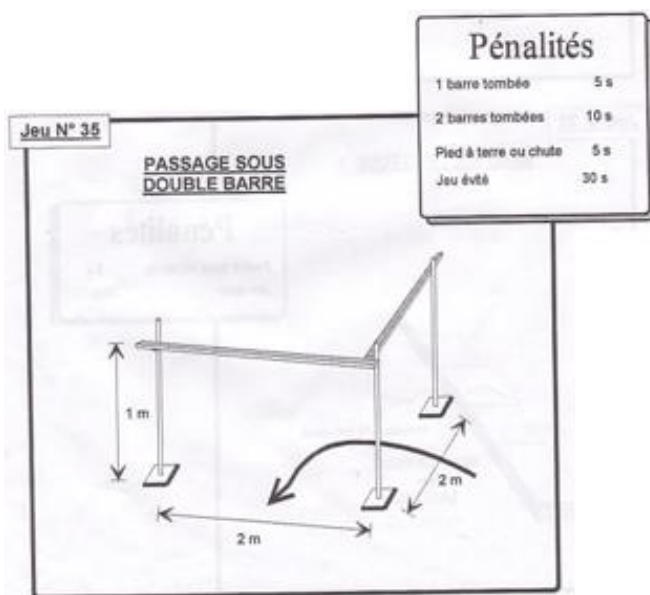 Pénalités
1 barre tombée 5 s
2 barres tombées 10 s
Pied à terre ou chute 5 s
Jeu évité 30 s
Jeu N° 35
PASSAGE SOUS
DOUBLE BARRE
1 m
2 m
2 m